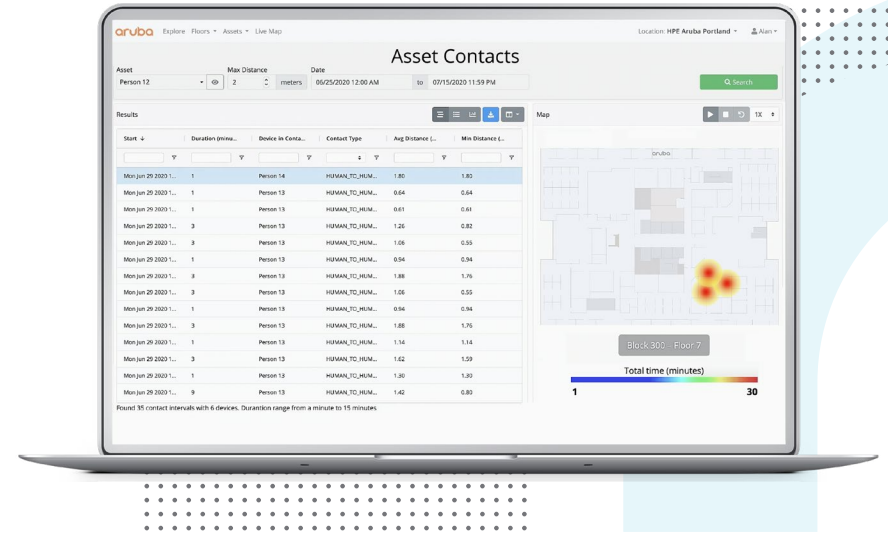 aruba Explore Floors Assets Live Map Location: HPE Aruba Portland Alan
Asset Contacts
Asset Max Distance Date
Person 12 2 meters 06/25/2020 12:00 AM to 07/15/2020 11:59 PM Search
Results Map 1X
Start Duration (minu... Device in Conta... Contact Type Avg Distance (... Min Distance (...
aruba
Mon Jun 29 2020 1... 1 Person 14 HUMAN_TO_HUM... 1.80 1.80
Mon Jun 29 2020 1... 1 Person 13 HUMAN_TO_HUM... 0.64 0.64
Mon Jun 29 2020 1... 1 Person 13 HUMAN_TO_HUM... 0.61 0.61
Mon Jun 29 2020 1... 3 Person 13 HUMAN_TO_HUM... 1.26 0.82
Mon Jun 29 2020 1... 3 Person 13 HUMAN_TO_HUM... 1.06 0.55
Mon Jun 29 2020 1... 1 Person 13 HUMAN_TO_HUM... 0.94 0.94
Mon Jun 29 2020 1... 3 Person 13 HUMAN_TO_HUM... 1.88 1.76
Mon Jun 29 2020 1... 3 Person 13 HUMAN_TO_HUM... 1.06 0.55
Mon Jun 29 2020 1... 1 Person 13 HUMAN_TO_HUM... 0.94 0.94
Mon Jun 29 2020 1... 3 Person 13 HUMAN_TO_HUM... 1.88 1.76
Mon Jun 29 2020 1... 1 Person 13 HUMAN_TO_HUM... 1.14 1.14
Mon Jun 29 2020 1... 3 Person 13 HUMAN_TO_HUM... 1.62 1.59
Mon Jun 29 2020 1... 1 Person 13 HUMAN_TO_HUM... 1.30 1.30
Mon Jun 29 2020 1... 9 Person 13 HUMAN_TO_HUM... 1.42 0.80
Block 300 - Floor 7
Total time (minutes)
1 30
Found 35 contact intervals with 6 devices. Durantion range from a minute to 15 minutes